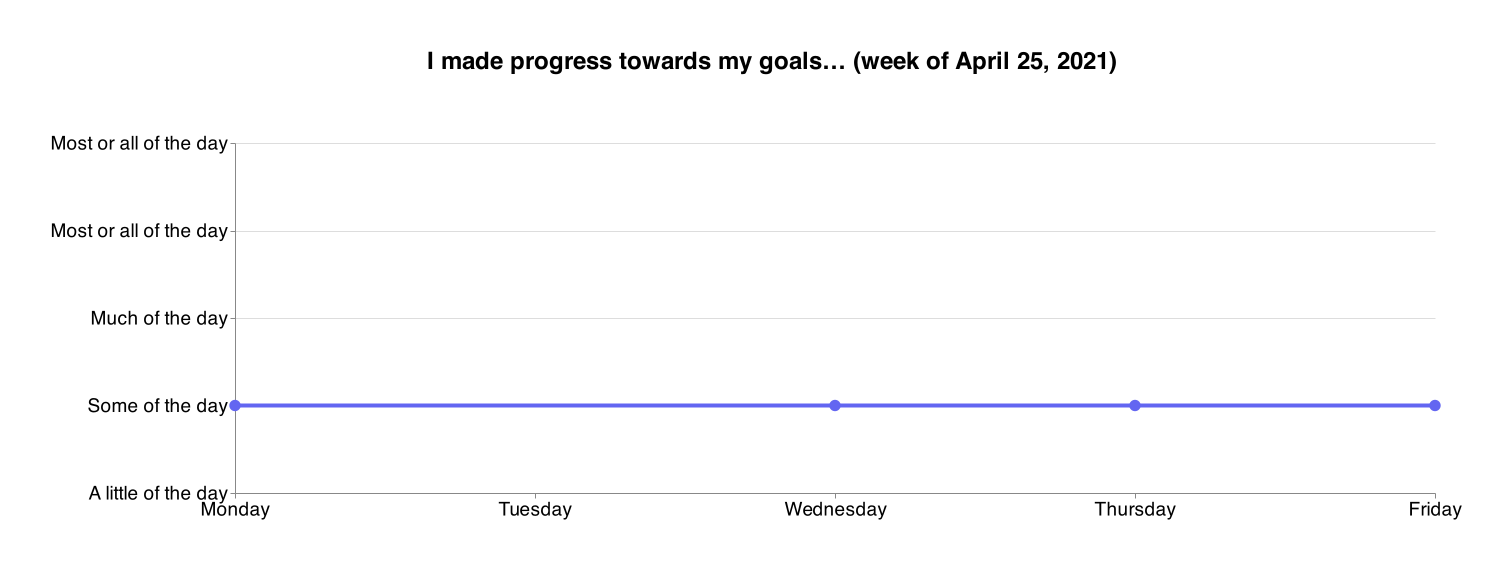 I made progress towards my goals… (week of April 25, 2021)
Most or all of the day
Most or all of the day
Much of the day
Some of the day
A little of the day
Monday Tuesday Wednesday Thursday Friday